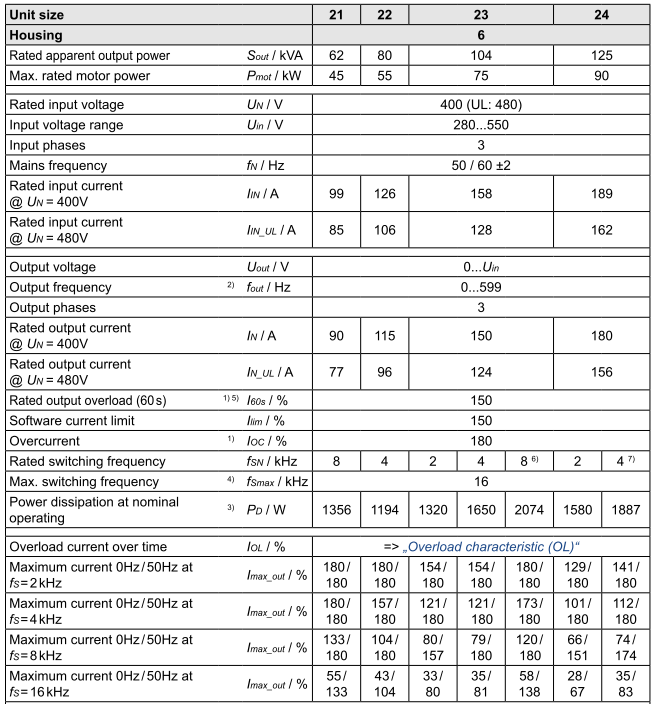 Unit size 21 22 23 24
Housing 6
Rated apparent output power Sout / kVA 62 80 104 125
Max. rated motor power Pmot / kW 45 55 75 90
Rated input voltage UN / V 400 (UL: 480)
Input voltage range Uin / V 280...550
Input phases 3
Mains frequency fN / Hz 50 / 60 ±2
Rated input current
@ UN = 400V IIN / A 99 126 158 189
Rated input current
@ UN = 480V IIN_UL / A 85 106 128 162
Output voltage Uout / V 0...Uin
Output frequency 2) fout / Hz 0...599
Output phases 3
Rated output current
@ UN = 400V IN / A 90 115 150 180
Rated output current
@ UN = 480V IN_UL / A 77 96 124 156
Rated output overload (60s) 1) 5) I60s / % 150
Software current limit Ilim / % 150
Overcurrent 1) IOC / % 180
Rated switching frequency fSN / kHz 8 4 2 4 8 6) 2 4 7)
Max. switching frequency 4) fSmax / kHz 16
Power dissipation at nominal
operating 3) PD / W 1356 1194 1320 1650 2074 1580 1887
Overload current over time IOL / % => „Overload characteristic (OL)“
Maximum current 0Hz/50Hz at 180/ 180/ 154/ 154/ 180/ 129/ 141/
fS=2kHz Imax_out / % 180 180 180 180 180 180 180
Maximum current 0Hz/50Hz at 180/ 157/ 121/ 121/ 173/ 101/ 112/
fS=4kHz Imax_out / % 180 180 180 180 180 180 180
Maximum current 0Hz/50Hz at 133/ 104/ 80/ 79/ 120/ 66/ 74/
fS=8kHz Imax_out / % 180 180 157 180 180 151 174
Maximum current 0Hz/50Hz at 55/ 43/ 33/ 35/ 58/ 28/ 35/
fS=16kHz Imax_out / % 133 104 80 81 138 67 83